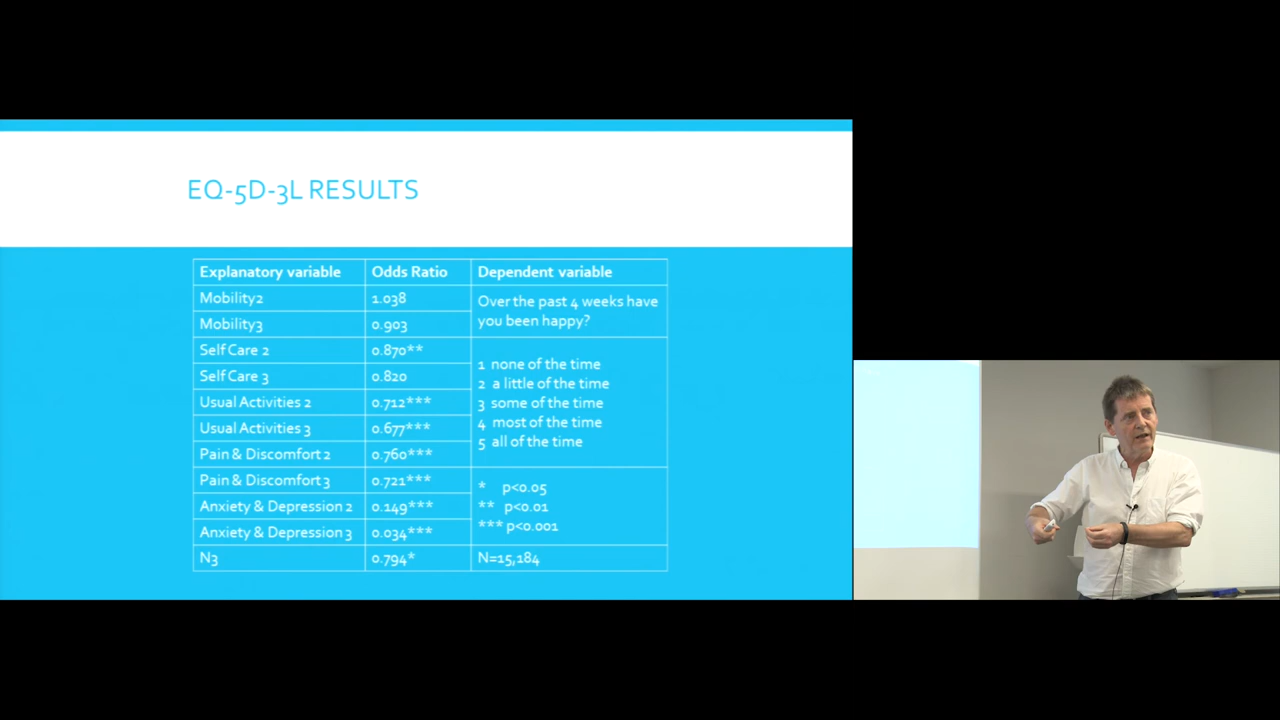 EQ-5D-3L RESULTS
Explanatory variable Odds Ratio Dependent variable
Mobility2 1.038
Over the past 4 weeks have
you been happy?
Mobility3 0.903
Self Care 2 0.870**
1 none of the time
Self Care 3 0.820
2 a little of the time
Usual Activities 2 0.712***
3 some of the time
4 most of the time
Usual Activities 3 0.677***
5 all of the time
Pain & Discomfort 2 0.760***
Pain & Discomfort 3 0.721***
* p<0.05
Anxiety & Depression 2 0.149***
** p<0.01
*** p<0.001
Anxiety & Depression 3 0.034***
N3 0.794* N=15,184